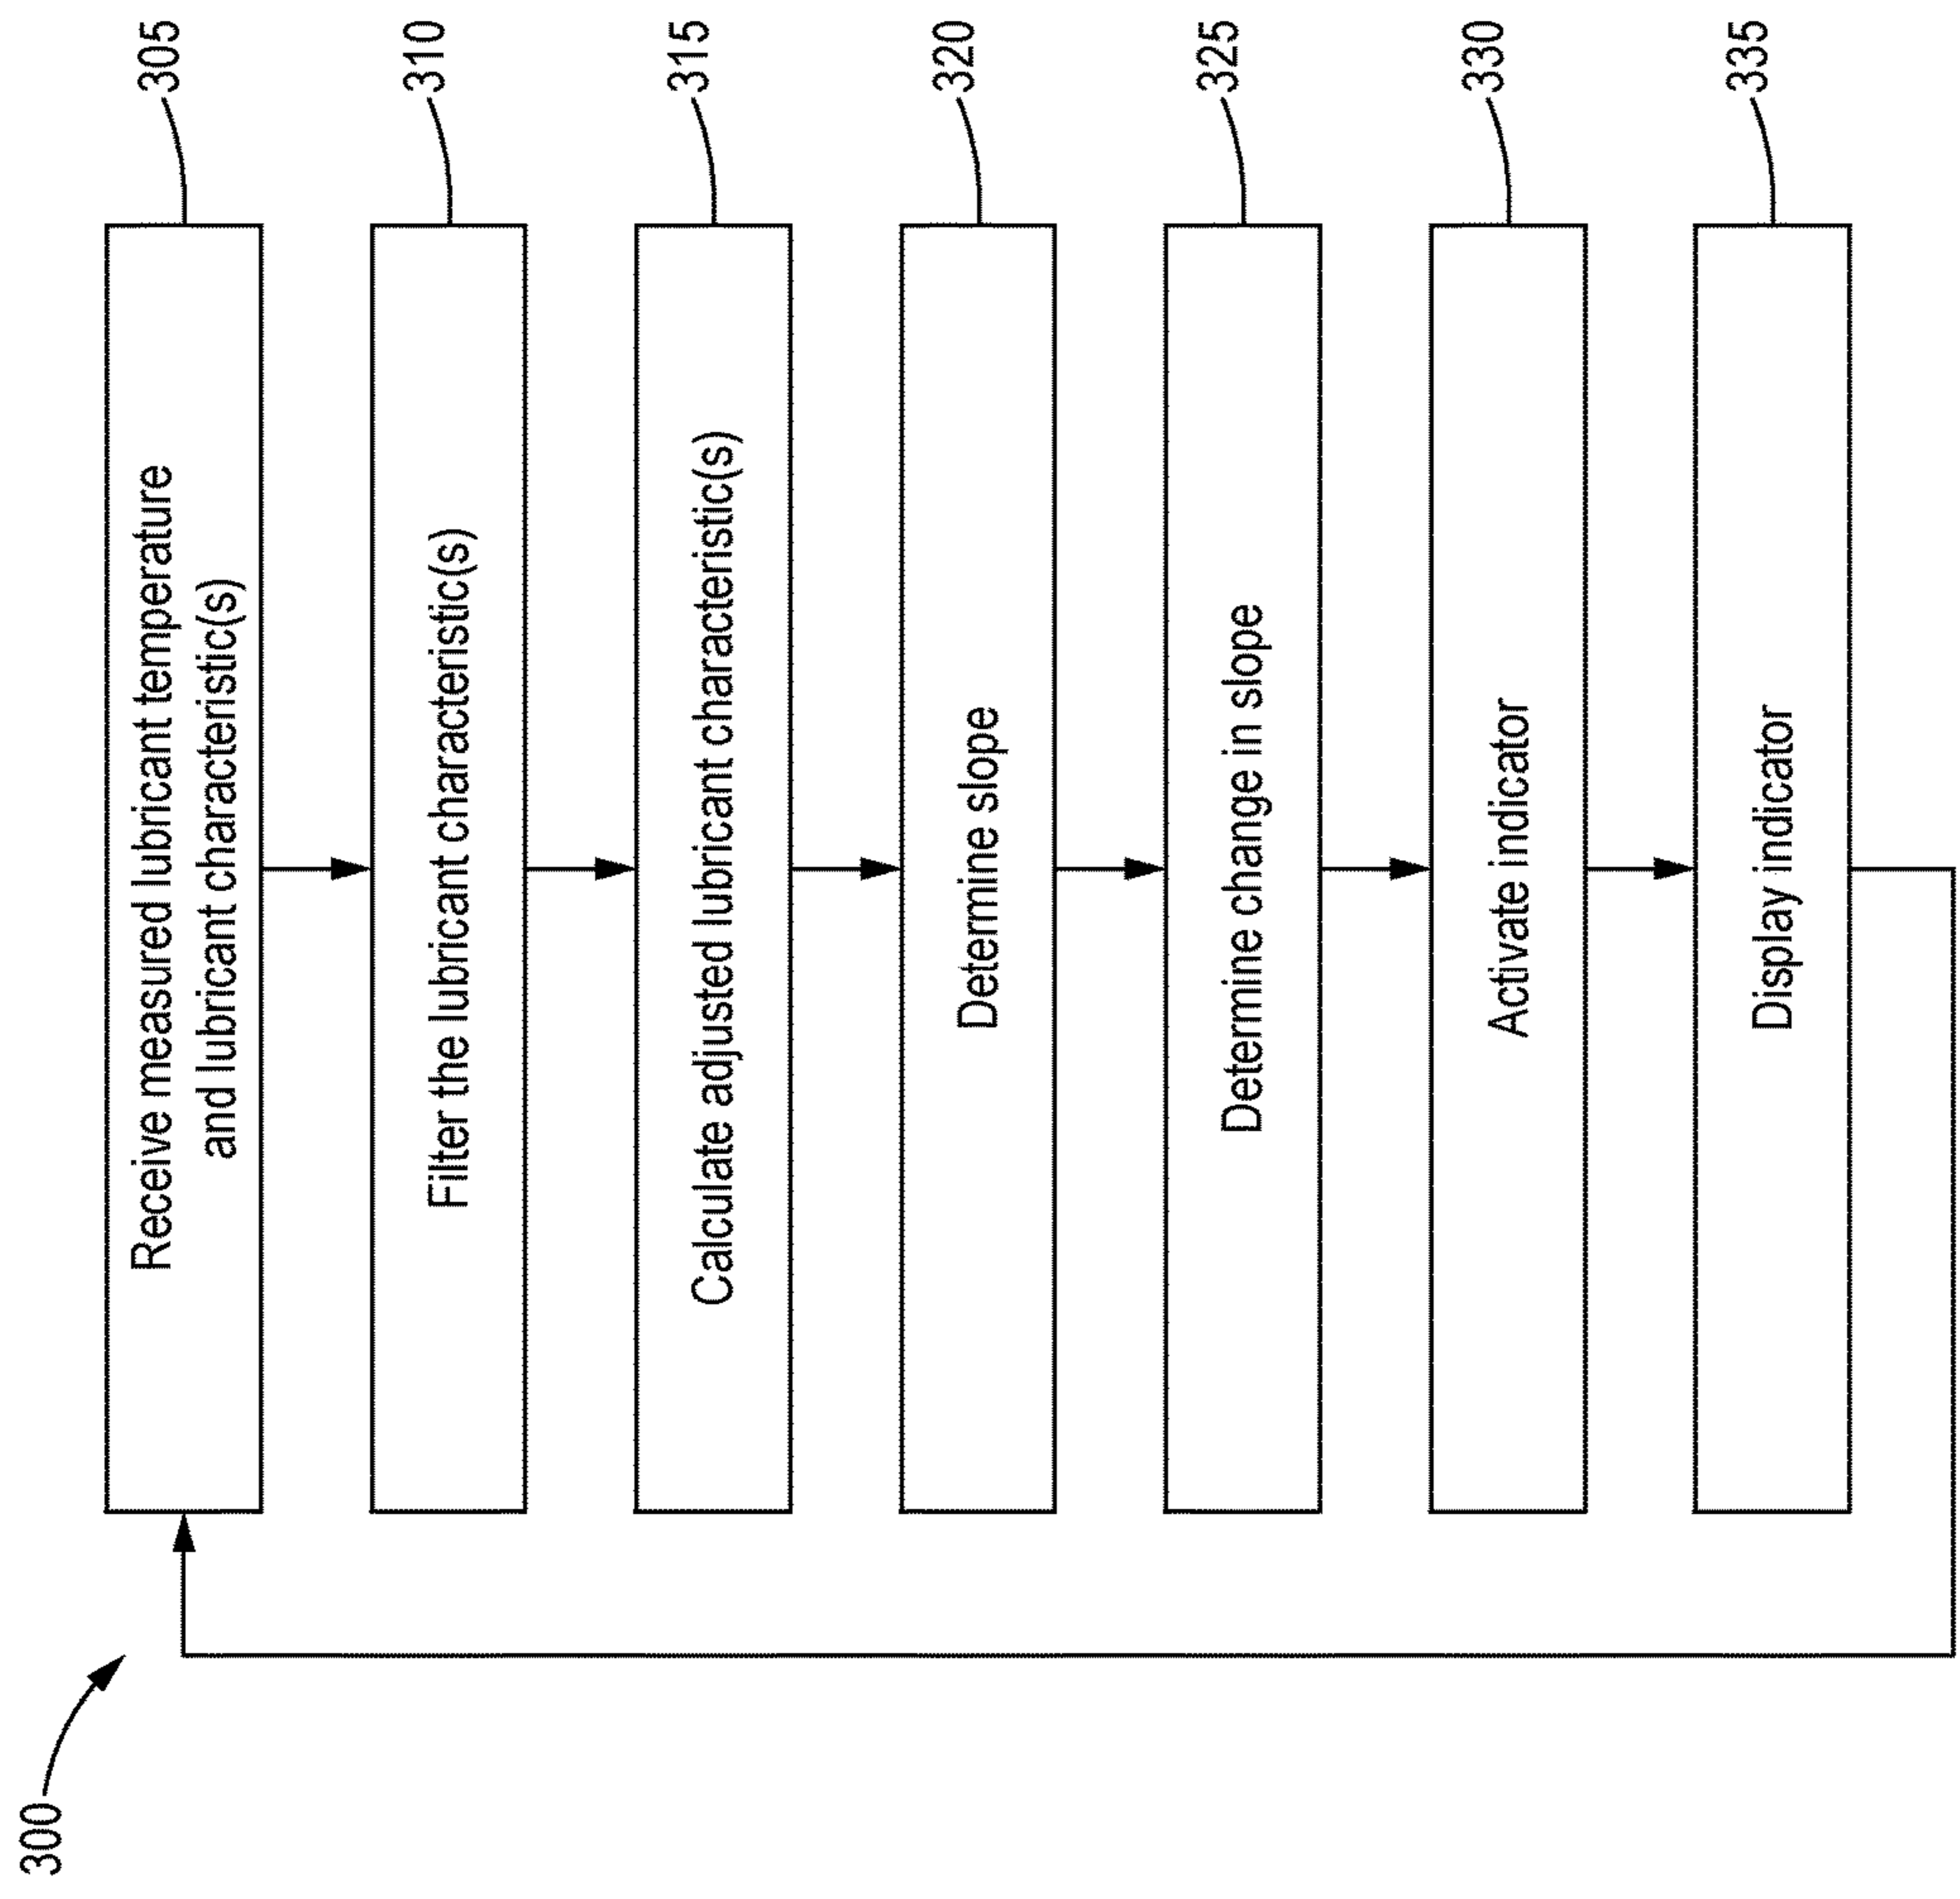 300
Receive measured lubricant temperature
and lubricant characteristic(s)
305
Filter the lubricant characteristic(s)
310
Calculate adjusted lubricant characteristic(s)
315
Determine slope
320
Determine change in slope
325
Activate indicator
330
Display indicator
335